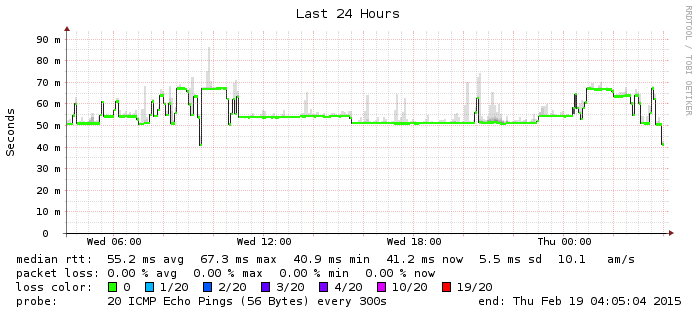 Last 24 Hours
RRDTOOL / TOBI OETIKER
Seconds
90 m
80 m
70 m
60 m
50 m
40 m
30 m
20 m
10 m
0
Wed 06:00 Wed 12:00 Wed 18:00 Thu 00:00
median rtt: 55.2 ms avg 67.3 ms max 40.9 ms min 41.2 ms now 5.5 ms sd 10.1 am/s
packet loss: 0.00 % avg 0.00 % max 0.00 % min 0.00 % now
loss color: 0 1/20 2/20 3/20 4/20 10/20 19/20
probe: 20 ICMP Echo Pings (56 Bytes) every 300s end: Thu Feb 19 04:05:04 2015